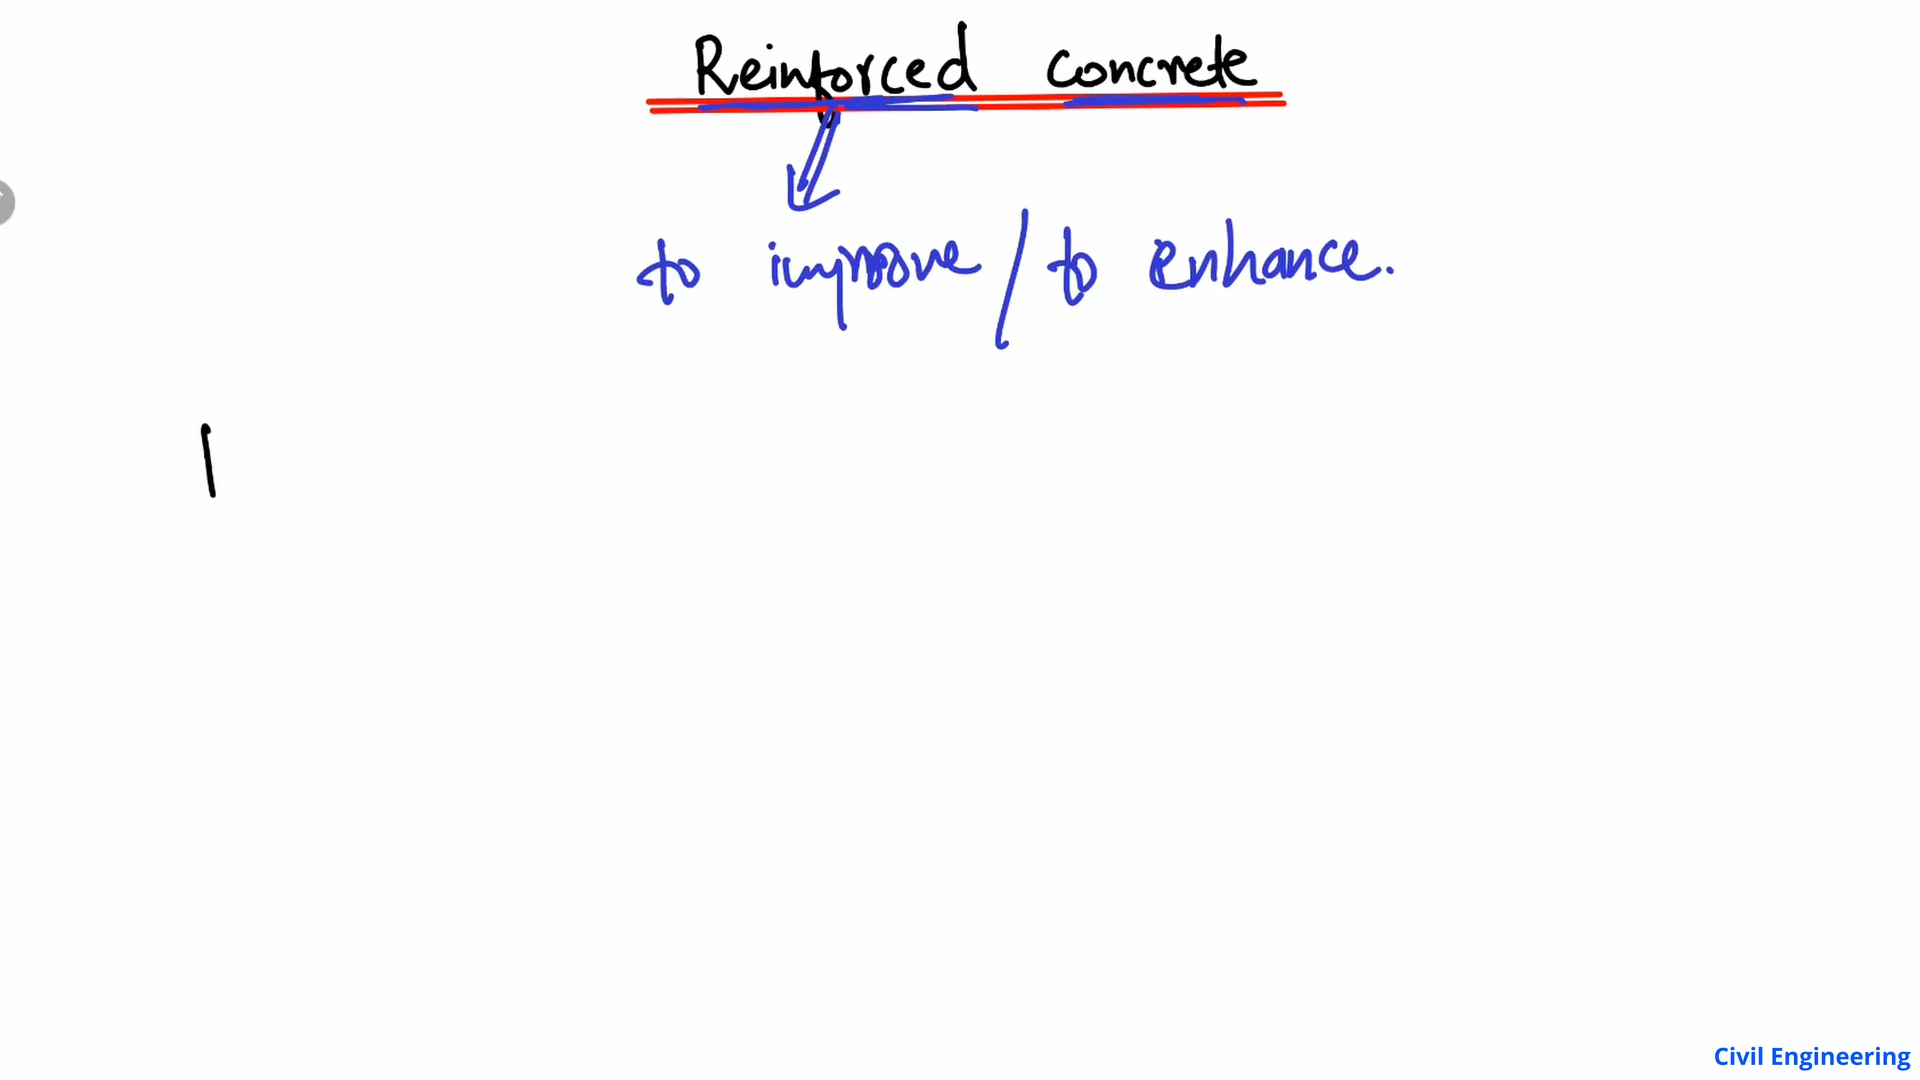 Reinforced concrete
to improve / to enhance.
Civil Engineering